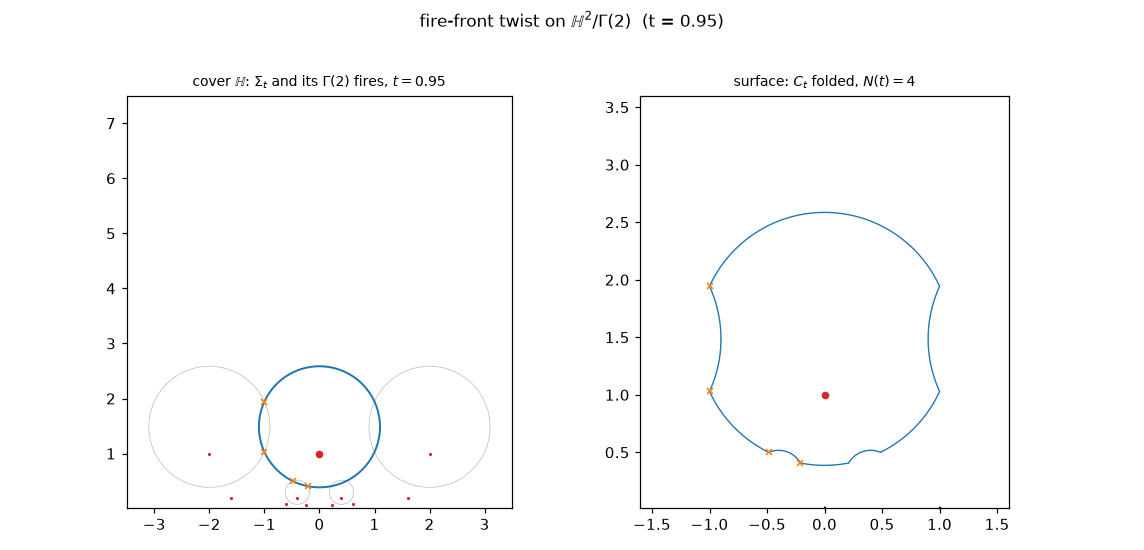 fire-front twist on ℍ²/Γ(2) (t = 0.95)
cover ℍ: Σₜ and its Γ(2) fires, t = 0.95
surface: Cₜ folded, N(t) = 4
7
6
5
4
3
2
1
−3 −2 −1 0 1 2 3
3.5
3.0
2.5
2.0
1.5
1.0
0.5
−1.5 −1.0 −0.5 0.0 0.5 1.0 1.5